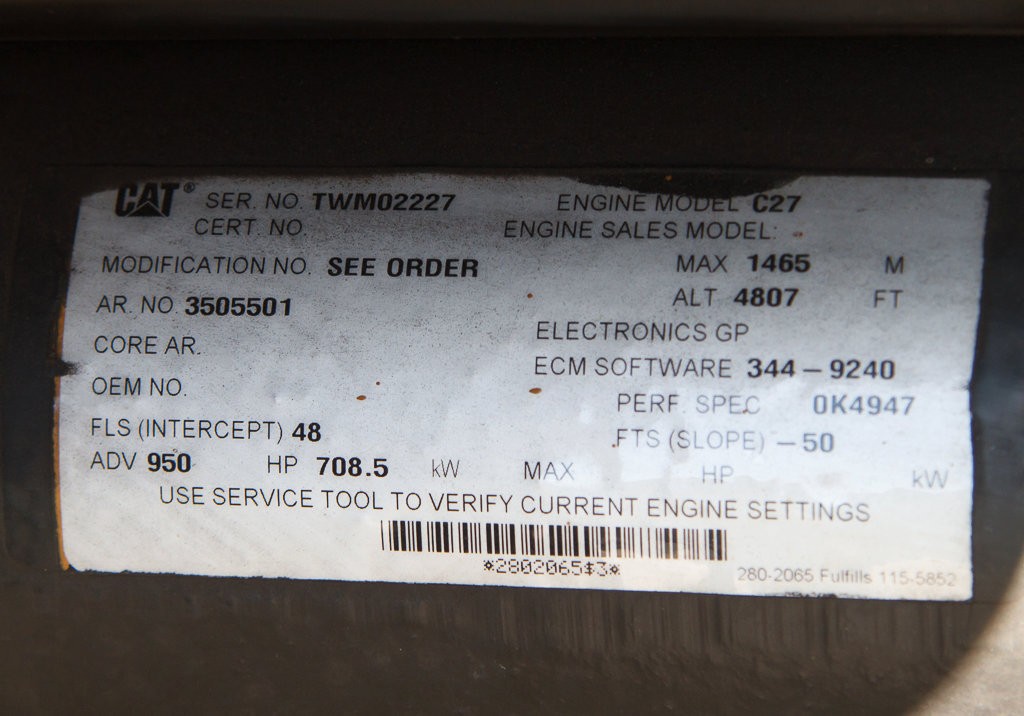 CAT® SER. NO. TWM02227 ENGINE MODEL C27
CERT. NO. ENGINE SALES MODEL:
MODIFICATION NO. SEE ORDER MAX 1465 M
AR. NO. 3505501 ALT 4807 FT
CORE AR. ELECTRONICS GP
OEM NO. ECM SOFTWARE 344-9240
PERF. SPEC 0K4947
FLS (INTERCEPT) 48 FTS (SLOPE) -50
ADV 950 HP 708.5 kW MAX HP kW
USE SERVICE TOOL TO VERIFY CURRENT ENGINE SETTINGS
*2802065$3*
280-2065 Fulfills 115-5852